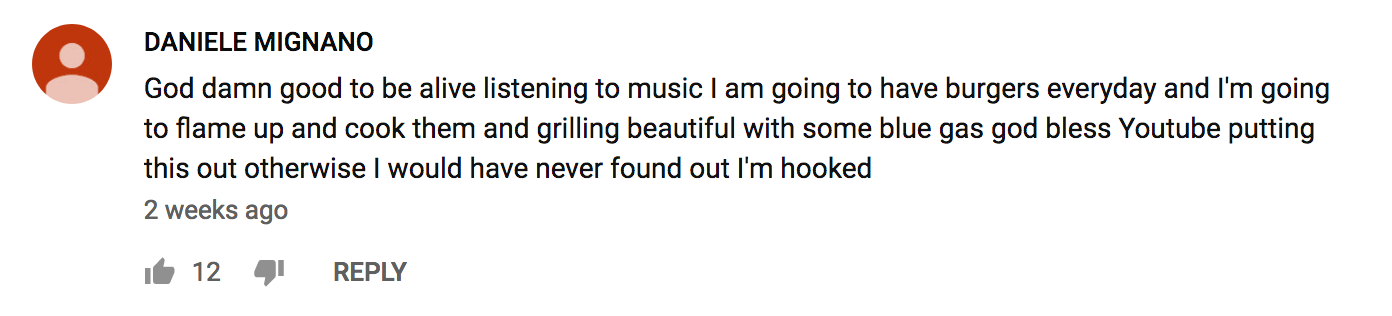 DANIELE MIGNANO
God damn good to be alive listening to music I am going to have burgers everyday and I'm going
to flame up and cook them and grilling beautiful with some blue gas god bless Youtube putting
this out otherwise I would have never found out I'm hooked
2 weeks ago
12 REPLY